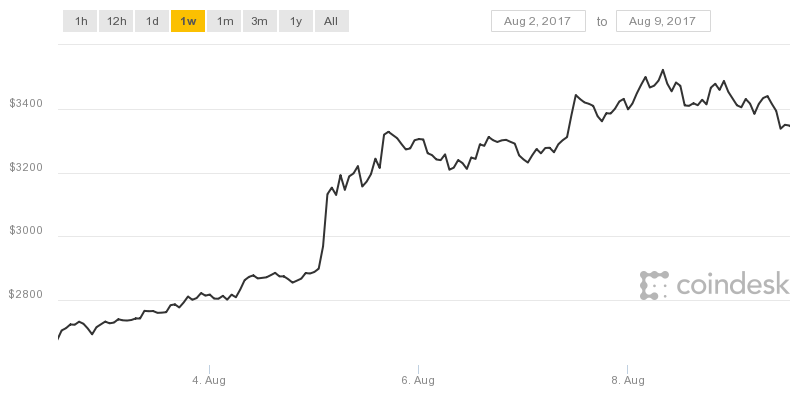 1h 12h 1d 1w 1m 3m 1y All Aug 2, 2017 to Aug 9, 2017
$3400
$3200
$3000
$2800
coindesk
4. Aug 6. Aug 8. Aug